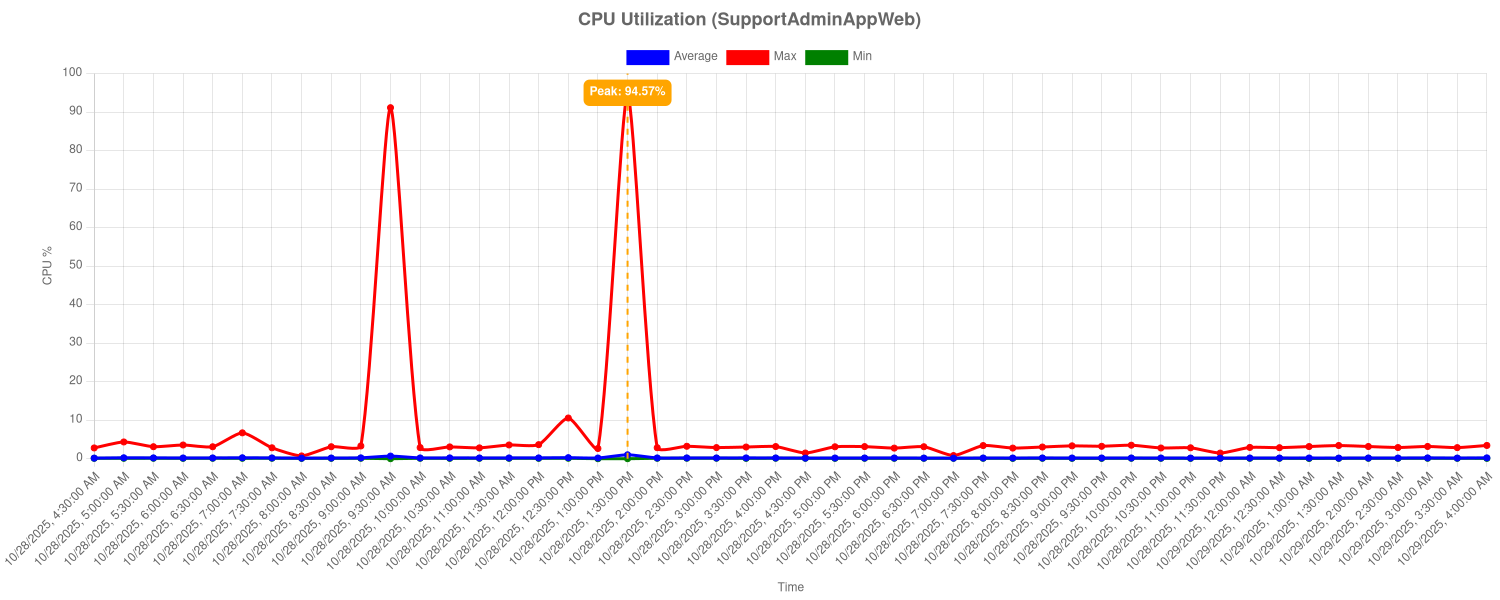 CPU Utilization (SupportAdminAppWeb)
Average Max Min
Peak: 94.57%
100
90
80
70
60
50
40
30
20
10
0
CPU %
10/28/2025, 4:30:00 AM
10/28/2025, 5:00:00 AM
10/28/2025, 5:30:00 AM
10/28/2025, 6:00:00 AM
10/28/2025, 6:30:00 AM
10/28/2025, 7:00:00 AM
10/28/2025, 7:30:00 AM
10/28/2025, 8:00:00 AM
10/28/2025, 8:30:00 AM
10/28/2025, 9:00:00 AM
10/28/2025, 9:30:00 AM
10/28/2025, 10:00:00 AM
10/28/2025, 10:30:00 AM
10/28/2025, 11:00:00 AM
10/28/2025, 11:30:00 AM
10/28/2025, 12:00:00 PM
10/28/2025, 12:30:00 PM
10/28/2025, 1:00:00 PM
10/28/2025, 1:30:00 PM
10/28/2025, 2:00:00 PM
10/28/2025, 2:30:00 PM
10/28/2025, 3:00:00 PM
10/28/2025, 3:30:00 PM
10/28/2025, 4:00:00 PM
10/28/2025, 4:30:00 PM
10/28/2025, 5:00:00 PM
10/28/2025, 5:30:00 PM
10/28/2025, 6:00:00 PM
10/28/2025, 6:30:00 PM
10/28/2025, 7:00:00 PM
10/28/2025, 7:30:00 PM
10/28/2025, 8:00:00 PM
10/28/2025, 8:30:00 PM
10/28/2025, 9:00:00 PM
10/28/2025, 9:30:00 PM
10/28/2025, 10:00:00 PM
10/28/2025, 10:30:00 PM
10/28/2025, 11:00:00 PM
10/28/2025, 11:30:00 PM
10/29/2025, 12:00:00 AM
10/29/2025, 12:30:00 AM
10/29/2025, 1:00:00 AM
10/29/2025, 1:30:00 AM
10/29/2025, 2:00:00 AM
10/29/2025, 2:30:00 AM
10/29/2025, 3:00:00 AM
10/29/2025, 3:30:00 AM
10/29/2025, 4:00:00 AM
Time